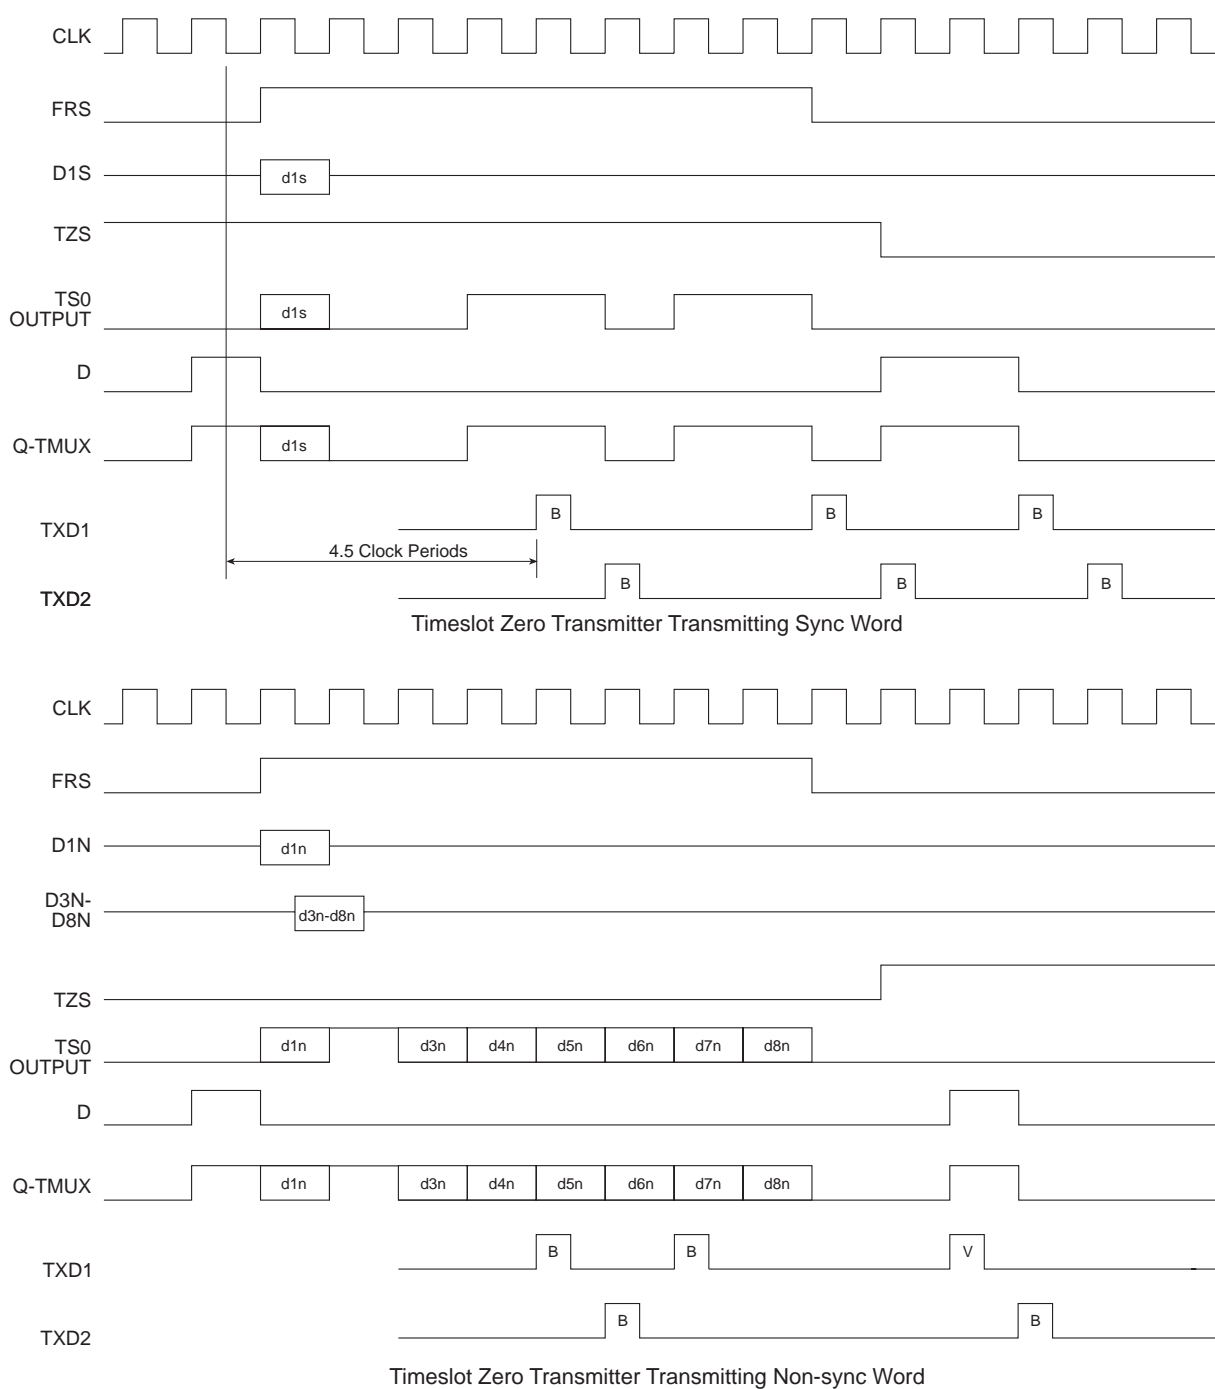 CLK
FRS
D1S
d1s
TZS
TS0
OUTPUT
d1s
D
Q-TMUX
d1s
TXD1
B
B
B
4.5 Clock Periods
TXD2
B
B
B
Timeslot Zero Transmitter Transmitting Sync Word
CLK
FRS
D1N
d1n
D3N-
D8N
d3n-d8n
TZS
TS0
OUTPUT
d1n
d3n
d4n
d5n
d6n
d7n
d8n
D
Q-TMUX
d1n
d3n
d4n
d5n
d6n
d7n
d8n
TXD1
B
B
V
TXD2
B
B
Timeslot Zero Transmitter Transmitting Non-sync Word